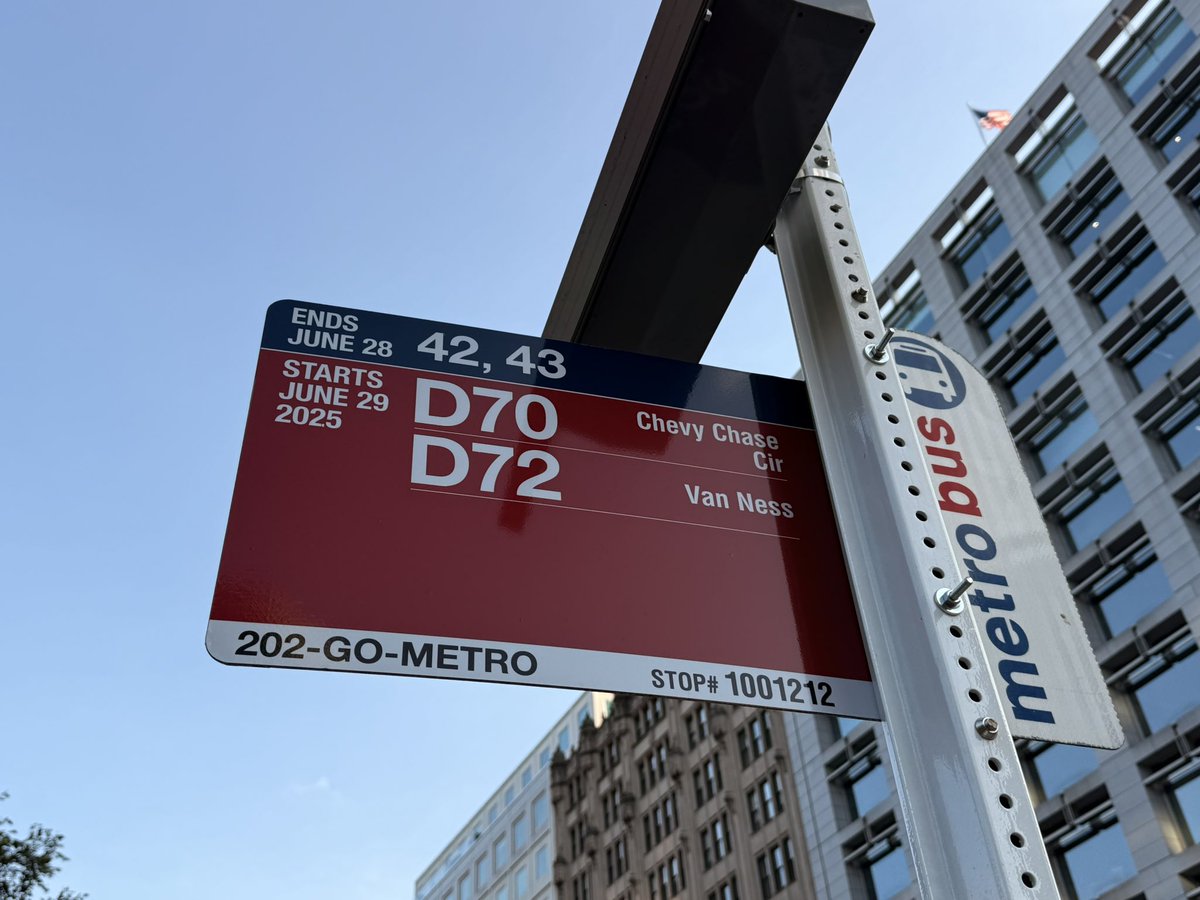 ENDS
JUNE 28
42, 43
STARTS
JUNE 29
2025
D70
Chevy Chase
Cir
D72
Van Ness
202-GO-METRO
STOP# 1001212
metrobus